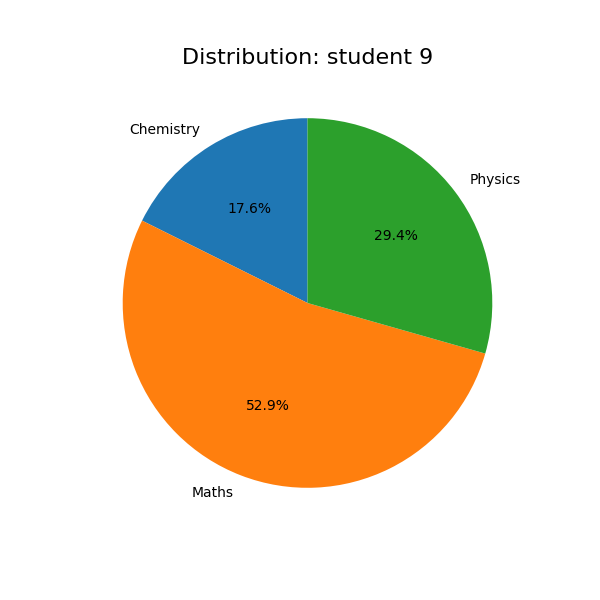 Distribution: student 9
Chemistry
Physics
17.6%
29.4%
52.9%
Maths